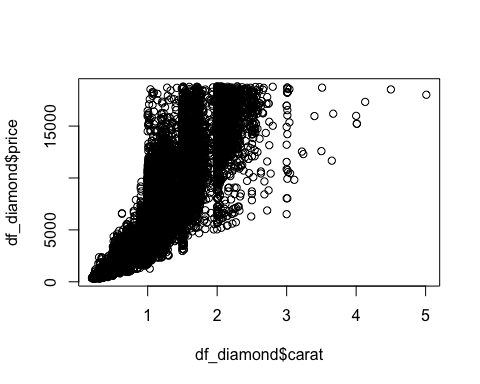 df_diamond$price
15000
5000
0
1 2 3 4 5
df_diamond$carat